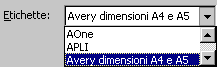 Etichette: Avery dimensioni A4 e A5
AOne
APLI
Avery dimensioni A4 e A5